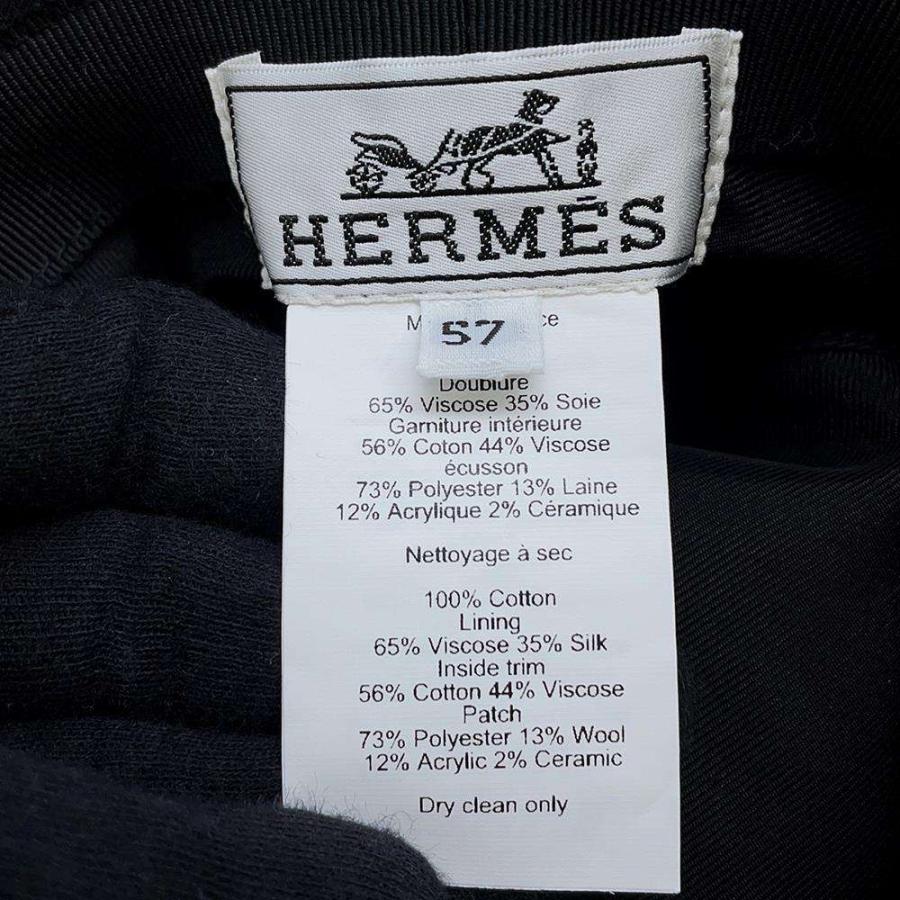 HERMÈS
57
Doublure
65% Viscose 35% Soie
Garniture intérieure
56% Coton 44% Viscose
écusson
73% Polyester 13% Laine
12% Acrylique 2% Céramique
Nettoyage à sec
100% Cotton
Lining
65% Viscose 35% Silk
Inside trim
56% Cotton 44% Viscose
Patch
73% Polyester 13% Wool
12% Acrylic 2% Ceramic
Dry clean only